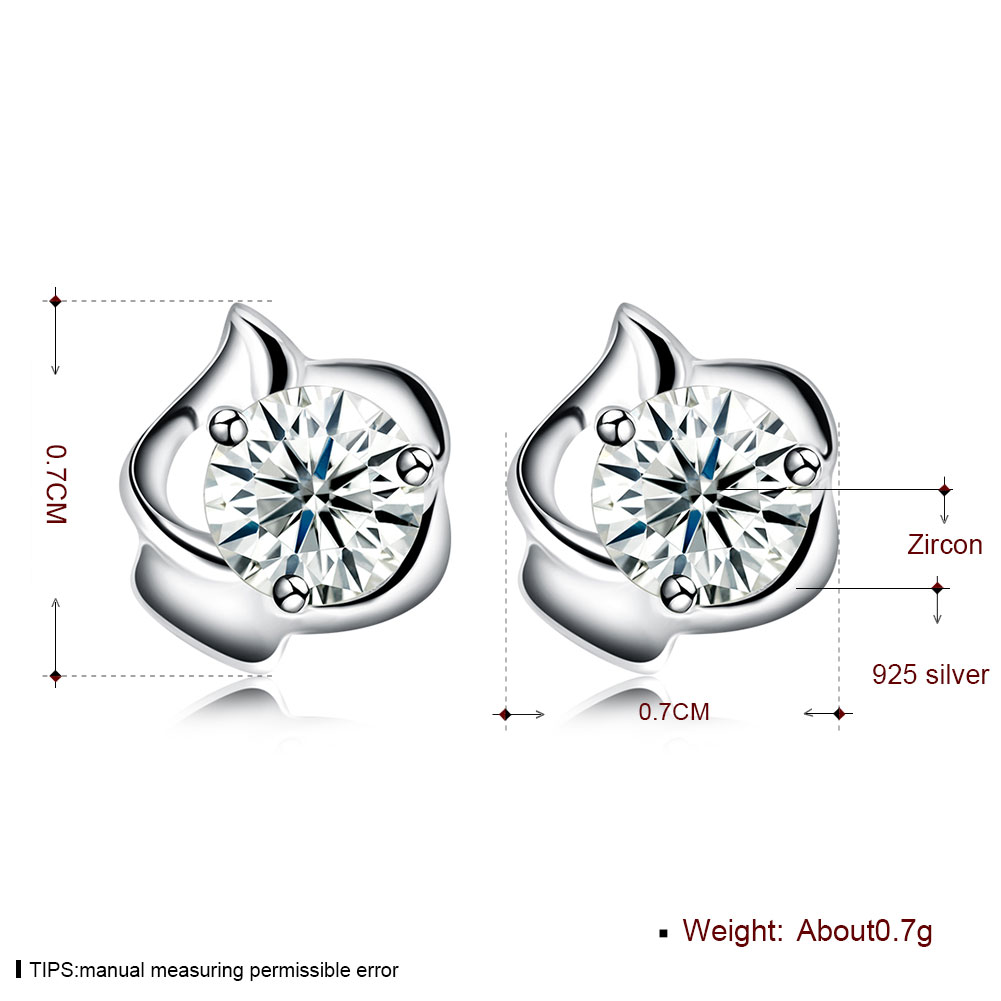 0.7CM
Zircon
925 silver
0.7CM
Weight: About0.7g
TIPS:manual measuring permissible error